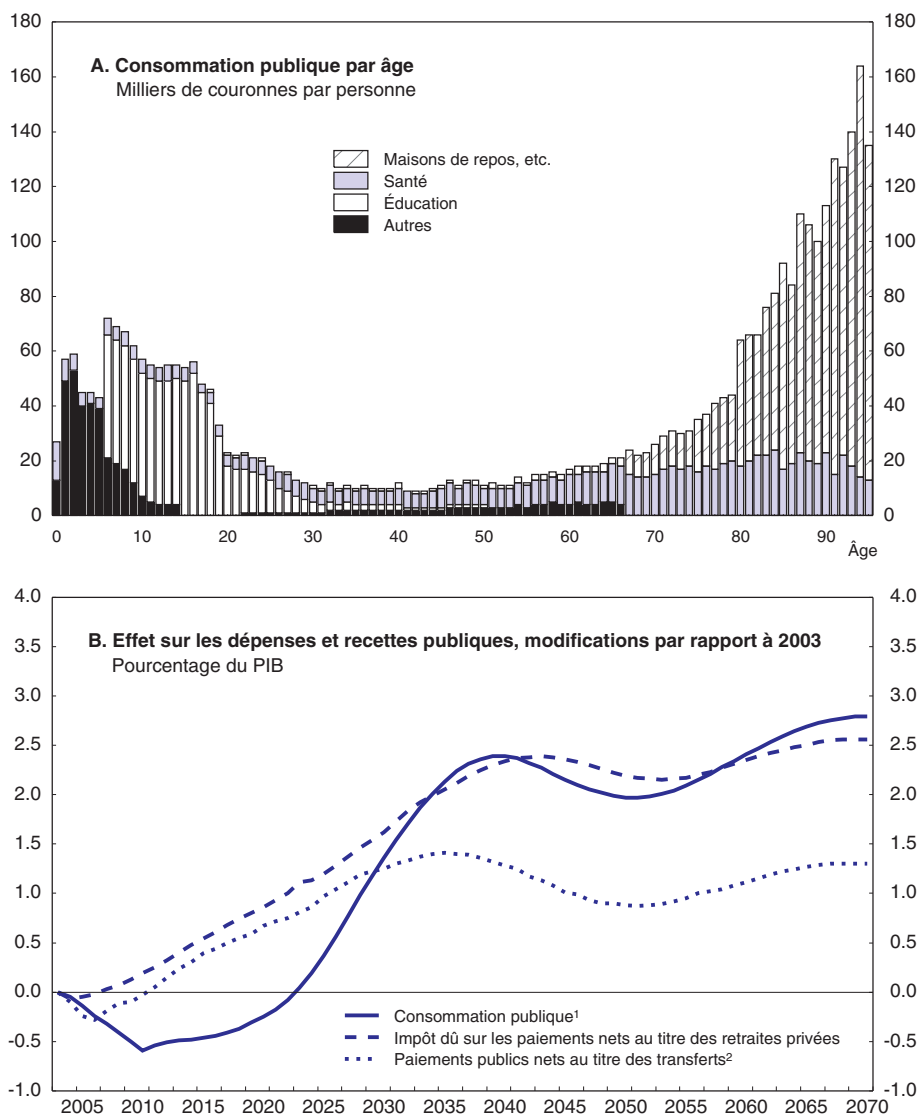 A. Consommation publique par âge
Milliers de couronnes par personne
180 180
160 160
140 140
120 120
100 100
80 80
60 60
40 40
20 20
0 0
Maisons de repos, etc.
Santé
Éducation
Autres
0 10 20 30 40 50 60 70 80 90
Âge
B. Effet sur les dépenses et recettes publiques, modifications par rapport à 2003
Pourcentage du PIB
4.0 4.0
3.5 3.5
3.0 3.0
2.5 2.5
2.0 2.0
1.5 1.5
1.0 1.0
0.5 0.5
0.0 0.0
-0.5 -0.5
-1.0 -1.0
Consommation publique¹
Impôt dû sur les paiements nets au titre des retraites privées
Paiements publics nets au titre des transferts²
2005 2010 2015 2020 2025 2030 2035 2040 2045 2050 2055 2060 2065 2070